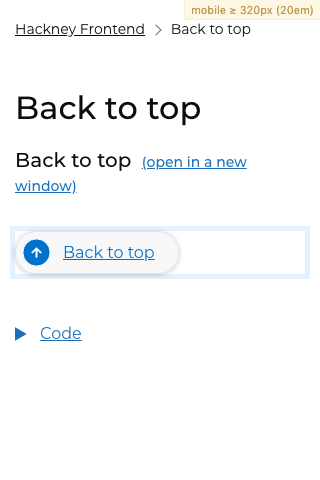 mobile ≥ 320px (20em)
Hackney Frontend Back to top
Back to top
Back to top (open in a new
window)
Back to top
Code